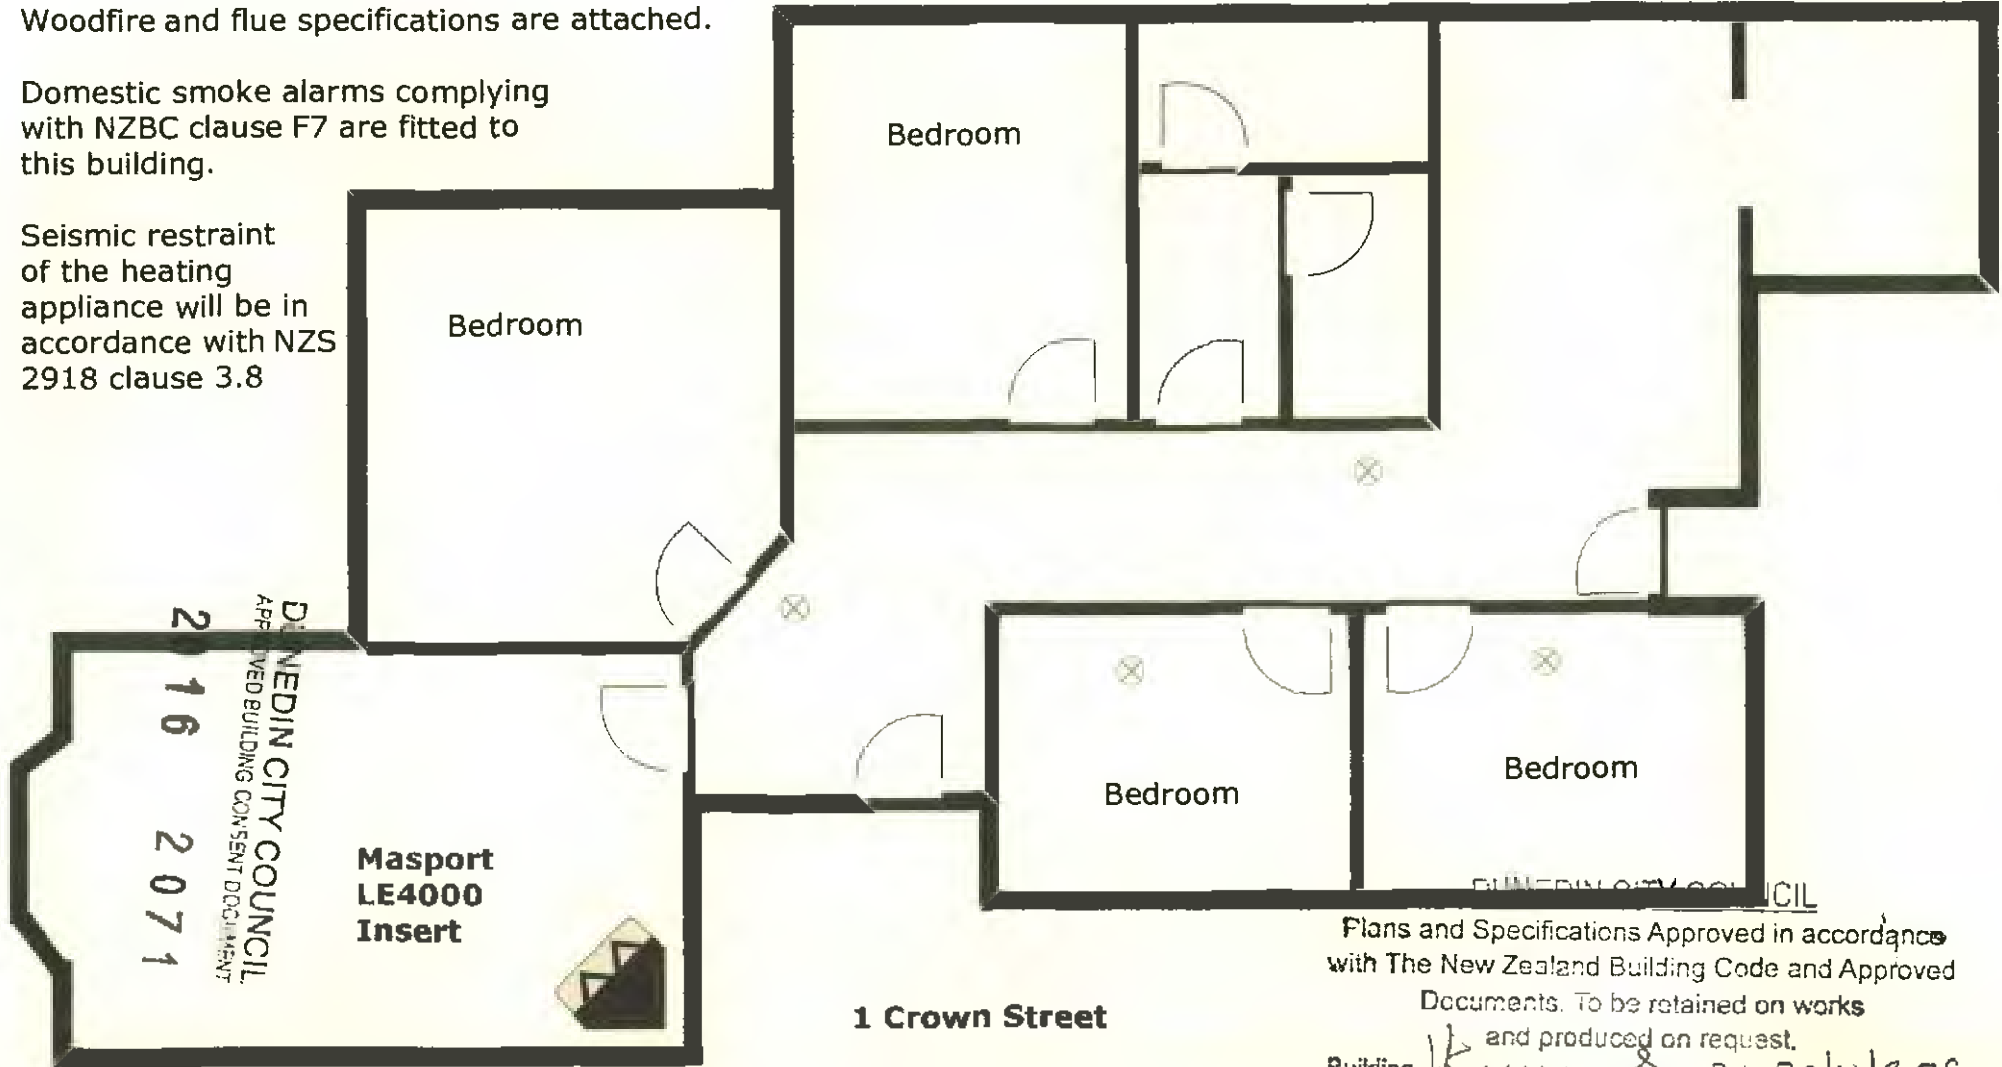 Woodfire and flue specifications are attached.
Domestic smoke alarms complying
with NZBC clause F7 are fitted to
this building.
Seismic restraint
of the heating
appliance will be in
accordance with NZS
2918 clause 3.8
Bedroom
Bedroom
Bedroom
Bedroom
Masport
LE4000
Insert
1 Crown Street
DUNEDIN CITY COUNCIL
APPROVED BUILDING CONSENT DOCUMENT
2016 2071
DUNEDIN CITY COUNCIL
Plans and Specifications Approved in accordance
with The New Zealand Building Code and Approved
Documents. To be retained on works
and produced on request.
Building